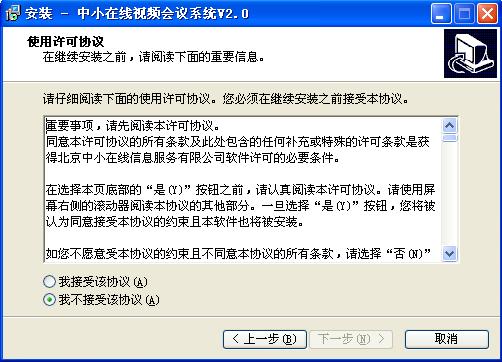 安装 - 中小在线视频会议系统V2.0
使用许可协议
在继续安装之前，请阅读下面的重要信息。
请仔细阅读下面的使用许可协议。您必须在继续安装之前接受本协议。
重要事项，请先阅读本许可协议。
同意本许可协议的所有条款及此处包含的任何补充或特殊的许可条款是获
得北京中小在线信息服务有限公司软件许可的必要条件。
在选择本页底部的“是(Y)”按钮之前，请认真阅读本许可协议。请使用屏
幕右侧的滚动器阅读本协议的其他部分。一旦选择“是(Y)”按钮，您将被
认为同意接受本协议的约束且本软件也将被安装。
如您不愿意受本协议的约束且不同意本协议的所有条款，请选择“否(N)”
我接受该协议(A)
我不接受该协议(A)
< 上一步(B)
下一步(N) >
取消